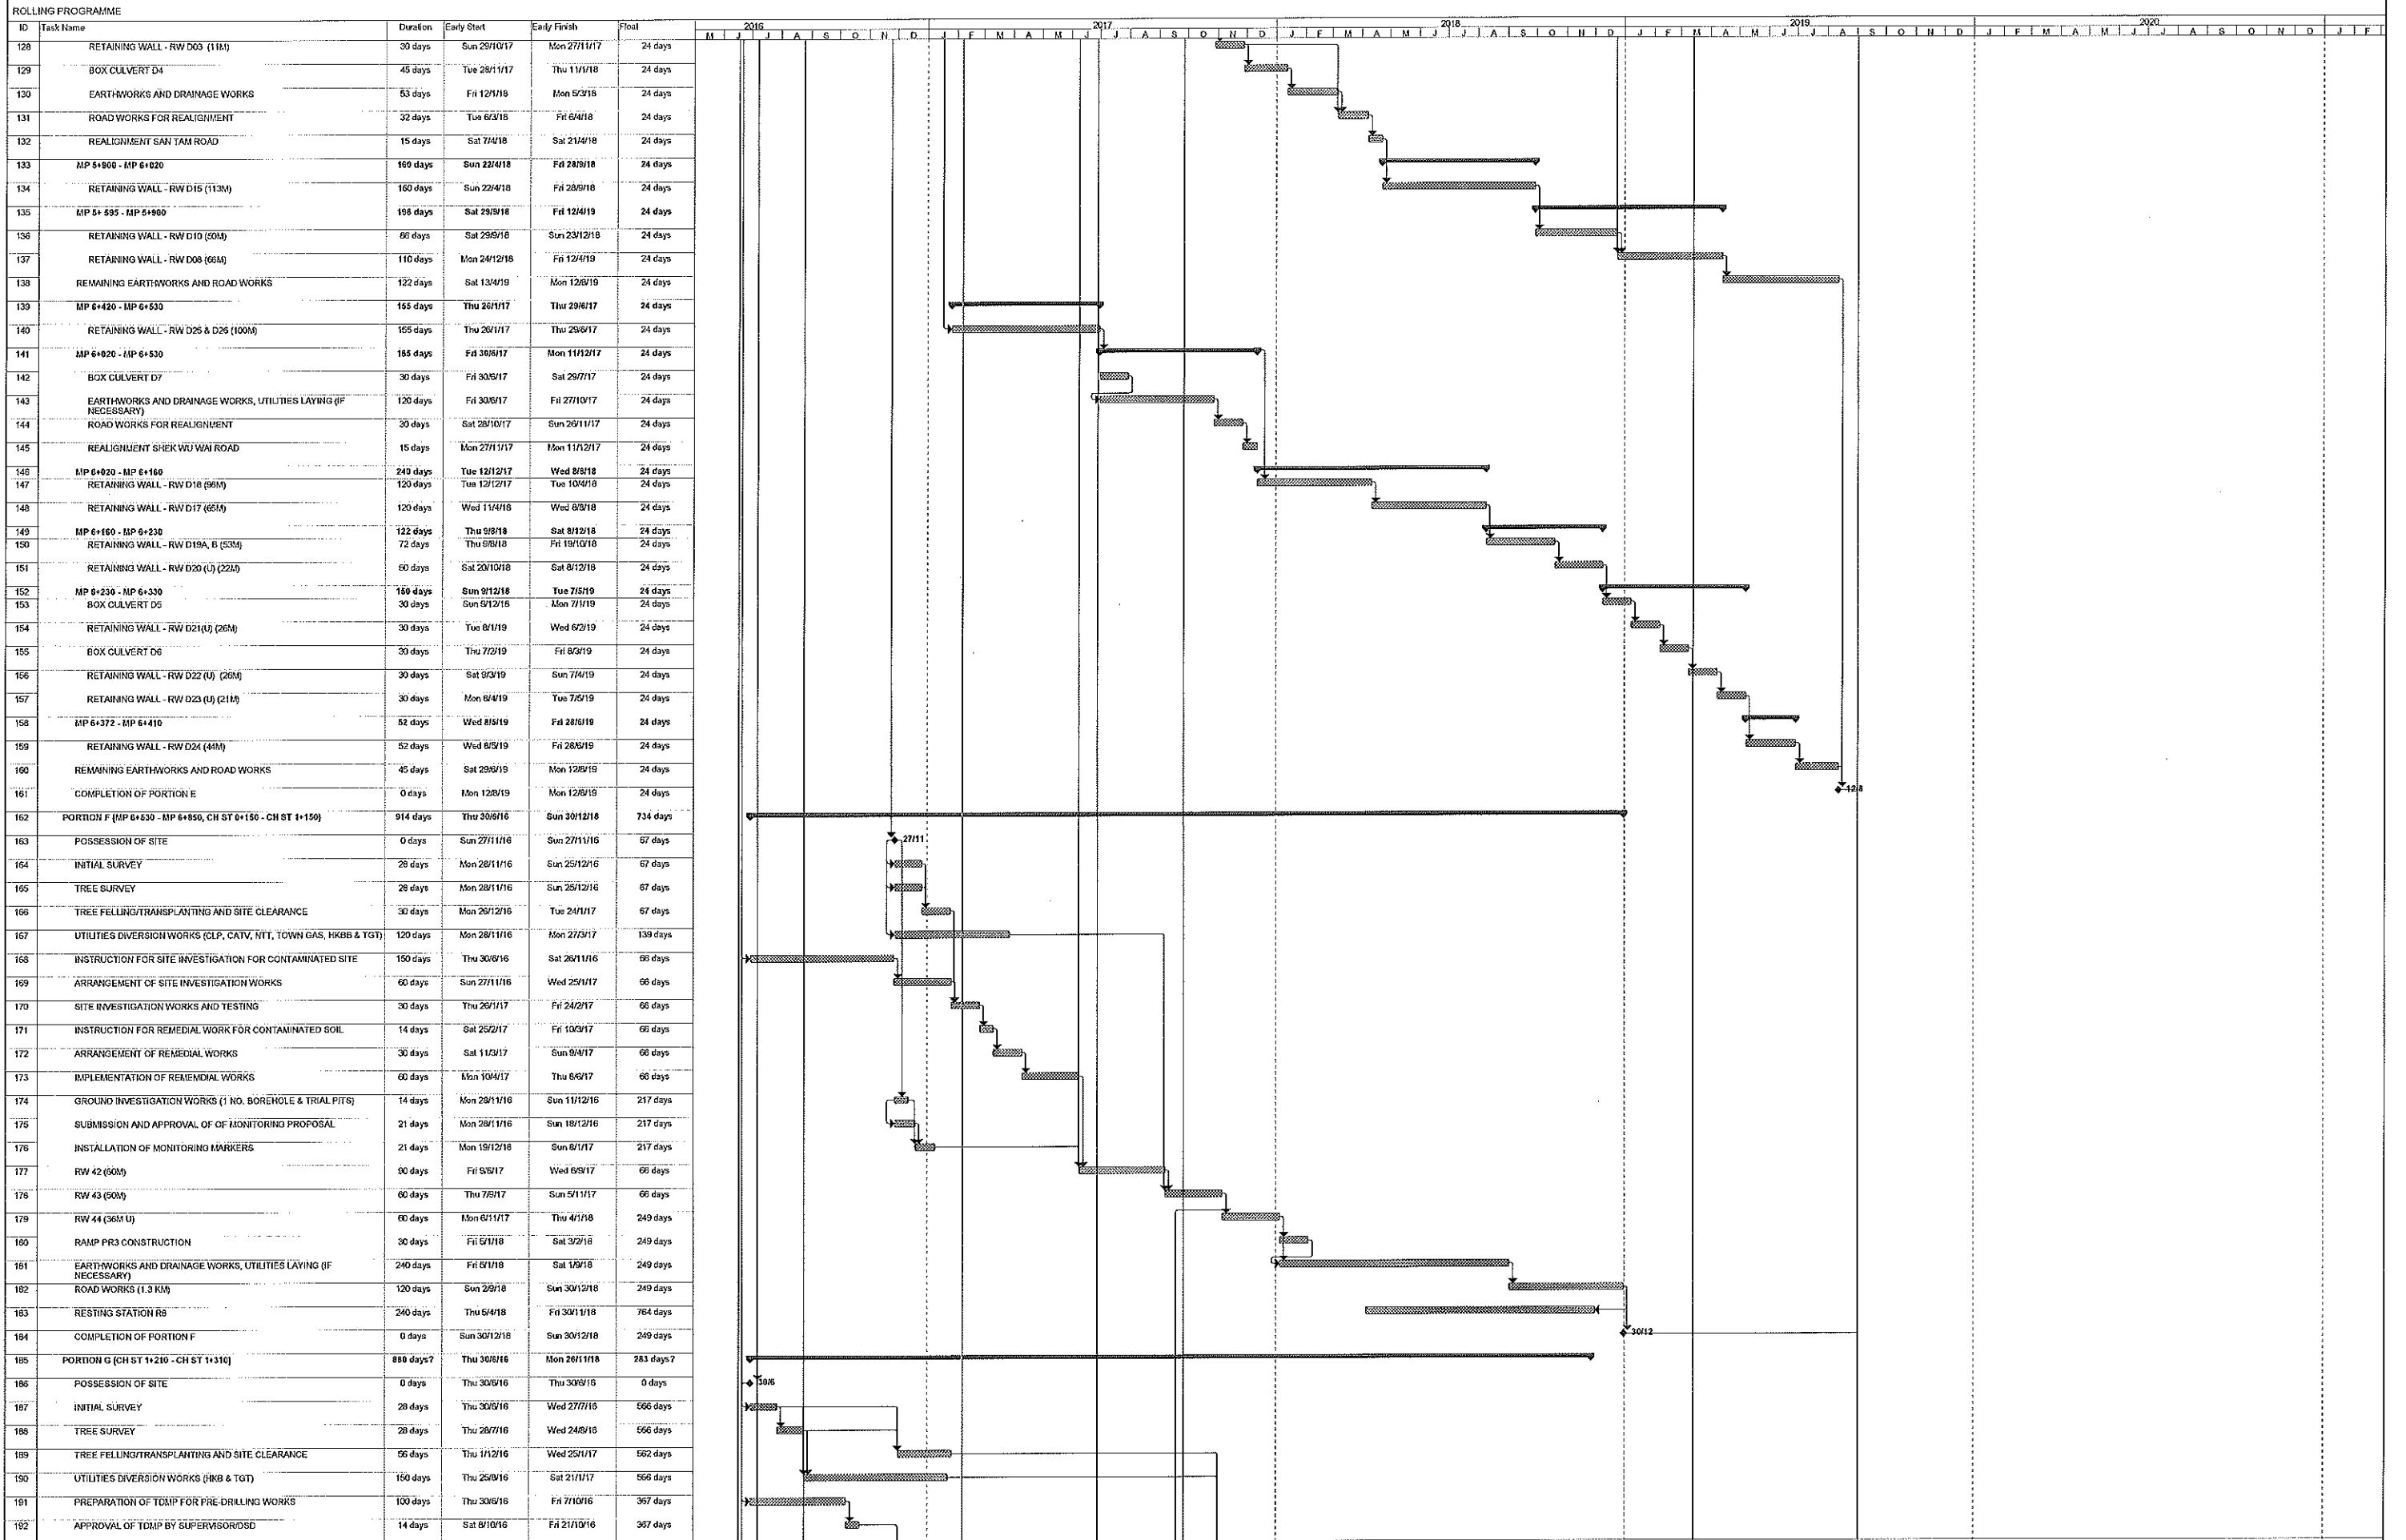 ROLLING PROGRAMME
ID Task Name Duration Early Start Early Finish Float 2016 2017 2018 2019 2020
M J J A S O N D J F M A M J J A S O N D J F M A M J J A S O N D J F M A M J J A S O N D J F M A M J J A S O N D J F
128 RETAINING WALL - RW D03 (11M) 30 days Sun 29/10/17 Mon 27/11/17 24 days
129 BOX CULVERT D4 45 days Tue 28/11/17 Thu 11/1/18 24 days
130 EARTHWORKS AND DRAINAGE WORKS 53 days Fri 12/1/18 Mon 5/3/18 24 days
131 ROAD WORKS FOR REALIGNMENT 32 days Tue 6/3/18 Fri 6/4/18 24 days
132 REALIGNMENT SAN TAM ROAD 15 days Sat 7/4/18 Sat 21/4/18 24 days
133 MP 5+900 - MP 6+020 160 days Sun 22/4/18 Fri 28/9/18 24 days
134 RETAINING WALL - RW D15 (113M) 160 days Sun 22/4/18 Fri 28/9/18 24 days
135 MP 5+ 595 - MP 5+900 196 days Sat 29/9/18 Fri 12/4/19 24 days
136 RETAINING WALL - RW D10 (50M) 86 days Sat 29/9/18 Sun 23/12/18 24 days
137 RETAINING WALL - RW D08 (66M) 110 days Mon 24/12/18 Fri 12/4/19 24 days
138 REMAINING EARTHWORKS AND ROAD WORKS 122 days Sat 13/4/19 Mon 12/8/19 24 days
139 MP 6+420 - MP 6+530 155 days Thu 26/1/17 Thu 29/6/17 24 days
140 RETAINING WALL - RW D25 & D26 (100M) 155 days Thu 26/1/17 Thu 29/6/17 24 days
141 MP 6+020 - MP 6+530 165 days Fri 30/6/17 Mon 11/12/17 24 days
142 BOX CULVERT D7 30 days Fri 30/6/17 Sat 29/7/17 24 days
143 EARTHWORKS AND DRAINAGE WORKS, UTILITIES LAYING (IF NECESSARY) 120 days Fri 30/6/17 Fri 27/10/17 24 days
144 ROAD WORKS FOR REALIGNMENT 30 days Sat 28/10/17 Sun 26/11/17 24 days
145 REALIGNMENT SHEK WU WAI ROAD 15 days Mon 27/11/17 Mon 11/12/17 24 days
146 MP 6+020 - MP 6+160 240 days Tue 12/12/17 Wed 8/8/18 24 days
147 RETAINING WALL - RW D18 (96M) 120 days Tue 12/12/17 Tue 10/4/18 24 days
148 RETAINING WALL - RW D17 (65M) 120 days Wed 11/4/18 Wed 8/8/18 24 days
149 MP 6+160 - MP 6+230 122 days Thu 9/8/18 Sat 8/12/18 24 days
150 RETAINING WALL - RW D19A, B (53M) 72 days Thu 9/8/18 Fri 19/10/18 24 days
151 RETAINING WALL - RW D20 (U) (22M) 50 days Sat 20/10/18 Sat 8/12/18 24 days
152 MP 6+230 - MP 6+330 150 days Sun 9/12/18 Tue 7/5/19 24 days
153 BOX CULVERT D5 30 days Sun 9/12/18 Mon 7/1/19 24 days
154 RETAINING WALL - RW D21(U) (26M) 30 days Tue 8/1/19 Wed 6/2/19 24 days
155 BOX CULVERT D6 30 days Thu 7/2/19 Fri 8/3/19 24 days
156 RETAINING WALL - RW D22 (U) (26M) 30 days Sat 9/3/19 Sun 7/4/19 24 days
157 RETAINING WALL - RW D23 (U) (21M) 30 days Mon 8/4/19 Tue 7/5/19 24 days
158 MP 6+372 - MP 6+410 52 days Wed 8/5/19 Fri 28/6/19 24 days
159 RETAINING WALL - RW D24 (44M) 52 days Wed 8/5/19 Fri 28/6/19 24 days
160 REMAINING EARTHWORKS AND ROAD WORKS 45 days Sat 29/6/19 Mon 12/8/19 24 days
161 COMPLETION OF PORTION E 0 days Mon 12/8/19 Mon 12/8/19 24 days 12/8
162 PORTION F (MP 6+530 - MP 6+850, CH ST 0+150 - CH ST 1+150) 914 days Thu 30/6/16 Sun 30/12/18 734 days
163 POSSESSION OF SITE 0 days Sun 27/11/16 Sun 27/11/16 67 days 27/11
164 INITIAL SURVEY 28 days Mon 28/11/16 Sun 25/12/16 67 days
165 TREE SURVEY 28 days Mon 28/11/16 Sun 25/12/16 67 days
166 TREE FELLING/TRANSPLANTING AND SITE CLEARANCE 30 days Mon 26/12/16 Tue 24/1/17 67 days
167 UTILITIES DIVERSION WORKS (CLP, CATV, NTT, TOWN GAS, HKBB & TGT) 120 days Mon 28/11/16 Mon 27/3/17 139 days
168 INSTRUCTION FOR SITE INVESTIGATION FOR CONTAMINATED SITE 150 days Thu 30/6/16 Sat 26/11/16 66 days
169 ARRANGEMENT OF SITE INVESTIGATION WORKS 60 days Sun 27/11/16 Wed 25/1/17 66 days
170 SITE INVESTIGATION WORKS AND TESTING 30 days Thu 26/1/17 Fri 24/2/17 66 days
171 INSTRUCTION FOR REMEDIAL WORK FOR CONTAMINATED SOIL 14 days Sat 25/2/17 Fri 10/3/17 66 days
172 ARRANGEMENT OF REMEDIAL WORKS 30 days Sat 11/3/17 Sun 9/4/17 66 days
173 IMPLEMENTATION OF REMEMDIAL WORKS 60 days Mon 10/4/17 Thu 8/6/17 66 days
174 GROUND INVESTIGATION WORKS (1 NO. BOREHOLE & TRIAL PITS) 14 days Mon 28/11/16 Sun 11/12/16 217 days
175 SUBMISSION AND APPROVAL OF OF MONITORING PROPOSAL 21 days Mon 28/11/16 Sun 18/12/16 217 days
176 INSTALLATION OF MONITORING MARKERS 21 days Mon 19/12/16 Sun 8/1/17 217 days
177 RW 42 (60M) 90 days Fri 9/6/17 Wed 6/9/17 66 days
178 RW 43 (50M) 60 days Thu 7/9/17 Sun 5/11/17 66 days
179 RW 44 (36M U) 60 days Mon 6/11/17 Thu 4/1/18 249 days
180 RAMP PR3 CONSTRUCTION 30 days Fri 5/1/18 Sat 3/2/18 249 days
181 EARTHWORKS AND DRAINAGE WORKS, UTILITIES LAYING (IF NECESSARY) 240 days Fri 5/1/18 Sat 1/9/18 249 days
182 ROAD WORKS (1.3 KM) 120 days Sun 2/9/18 Sun 30/12/18 249 days
183 RESTING STATION R8 240 days Thu 5/4/18 Fri 30/11/18 764 days
184 COMPLETION OF PORTION F 0 days Sun 30/12/18 Sun 30/12/18 249 days 30/12
185 PORTION G (CH ST 1+210 - CH ST 1+310) 880 days? Thu 30/6/16 Mon 26/11/18 283 days?
186 POSSESSION OF SITE 0 days Thu 30/6/16 Thu 30/6/16 0 days 30/6
187 INITIAL SURVEY 28 days Thu 30/6/16 Wed 27/7/16 566 days
188 TREE SURVEY 28 days Thu 28/7/16 Wed 24/8/16 566 days
189 TREE FELLING/TRANSPLANTING AND SITE CLEARANCE 56 days Thu 1/12/16 Wed 25/1/17 562 days
190 UTILITIES DIVERSION WORKS (HKB & TGT) 150 days Thu 25/8/16 Sat 21/1/17 566 days
191 PREPARATION OF TDMP FOR PRE-DRILLING WORKS 100 days Thu 30/6/16 Fri 7/10/16 367 days
192 APPROVAL OF TDMP BY SUPERVISOR/DSD 14 days Sat 8/10/16 Fri 21/10/16 367 days